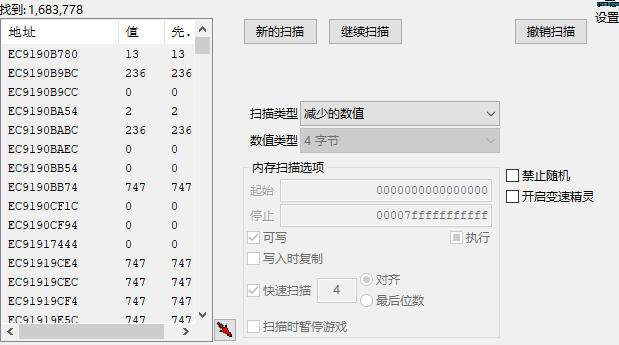 找到: 1,683,778
设置
地址 值 先.
EC9190B780 13 13
EC9190B9BC 236 236
EC9190B9CC 0 0
EC9190BA54 2 2
EC9190BABC 236 236
EC9190BAEC 0 0
EC9190BB54 0 0
EC9190BB74 747 747
EC9190CF1C 0 0
EC9190CF94 0 0
EC91917444 0 0
EC91919CE4 747 747
EC91919CEC 747 747
EC91919CF4 747 747
EC91919E5C 747 747
新的扫描 继续扫描 撤销扫描
扫描类型 减少的数值
数值类型 4 字节
内存扫描选项
起始 0000000000000000
停止 00007fffffffffff
可写 执行
写入时复制
快速扫描 4 对齐
最后位数
扫描时暂停游戏
禁止随机
开启变速精灵